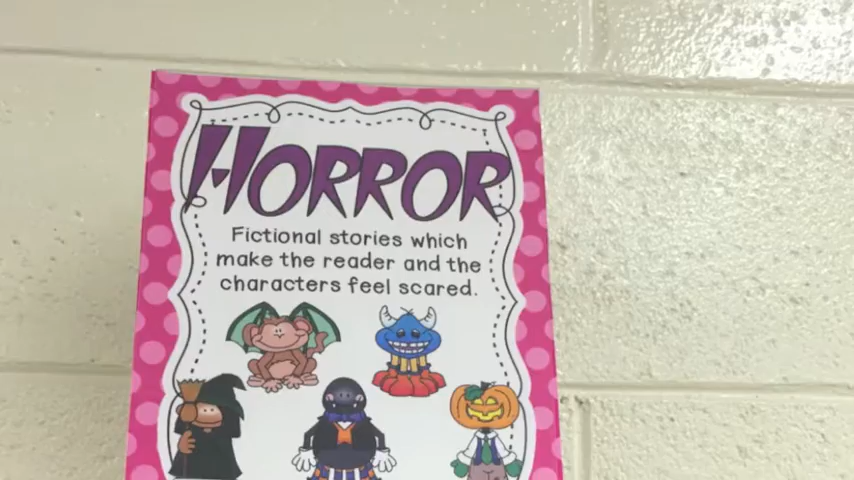 HORROR
Fictional stories which
make the reader and the
characters feel scared.